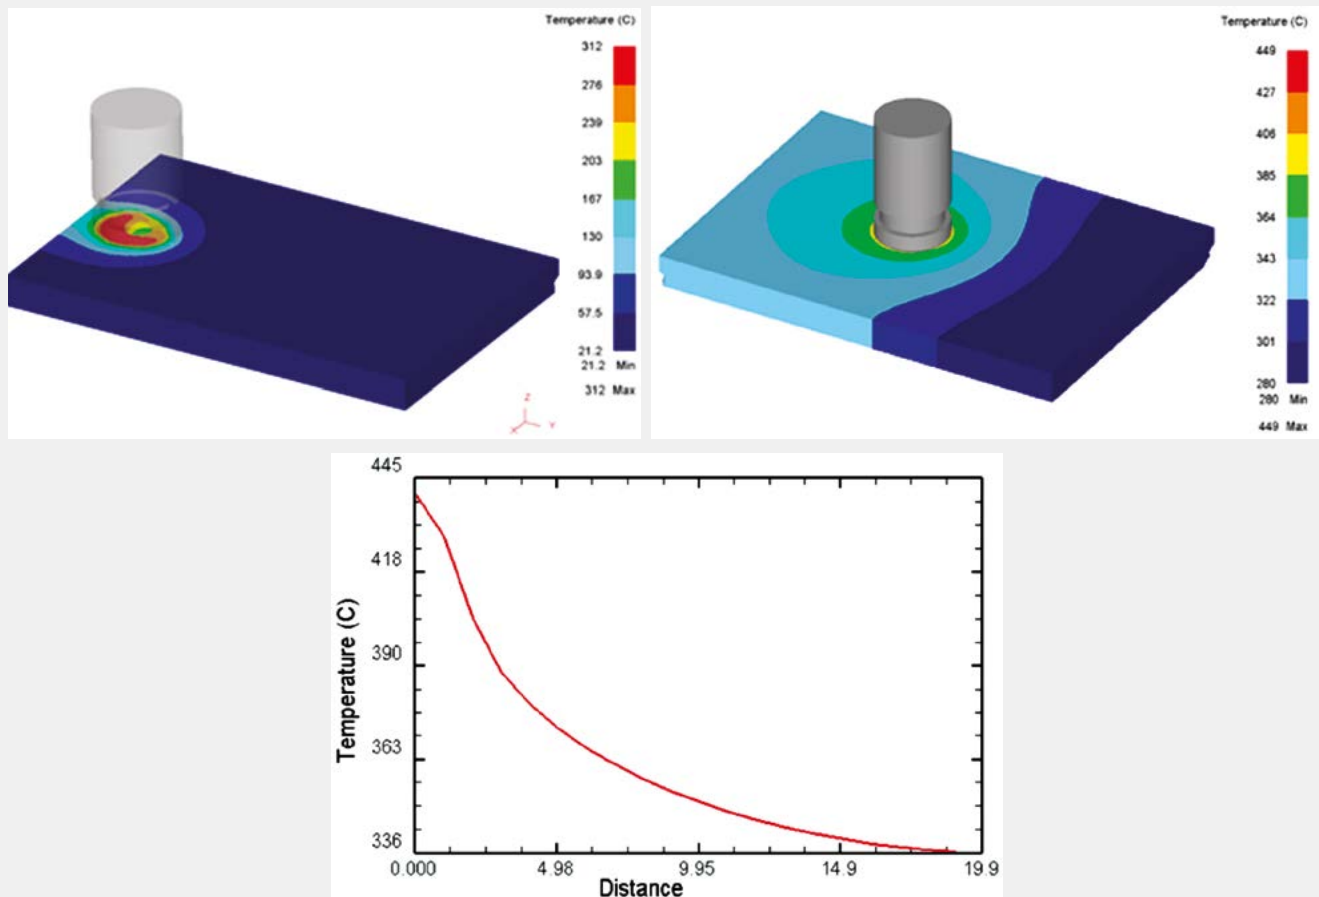 Temperature (C)
312
276
239
203
167
130
93.9
57.5
21.2
21.2 Min
312 Max
Z
X
Y
Temperature (C)
449
427
406
385
364
343
322
301
280
280 Min
449 Max
445
418
390
363
336
Temperature (C)
0.000 4.98 9.95 14.9 19.9
Distance